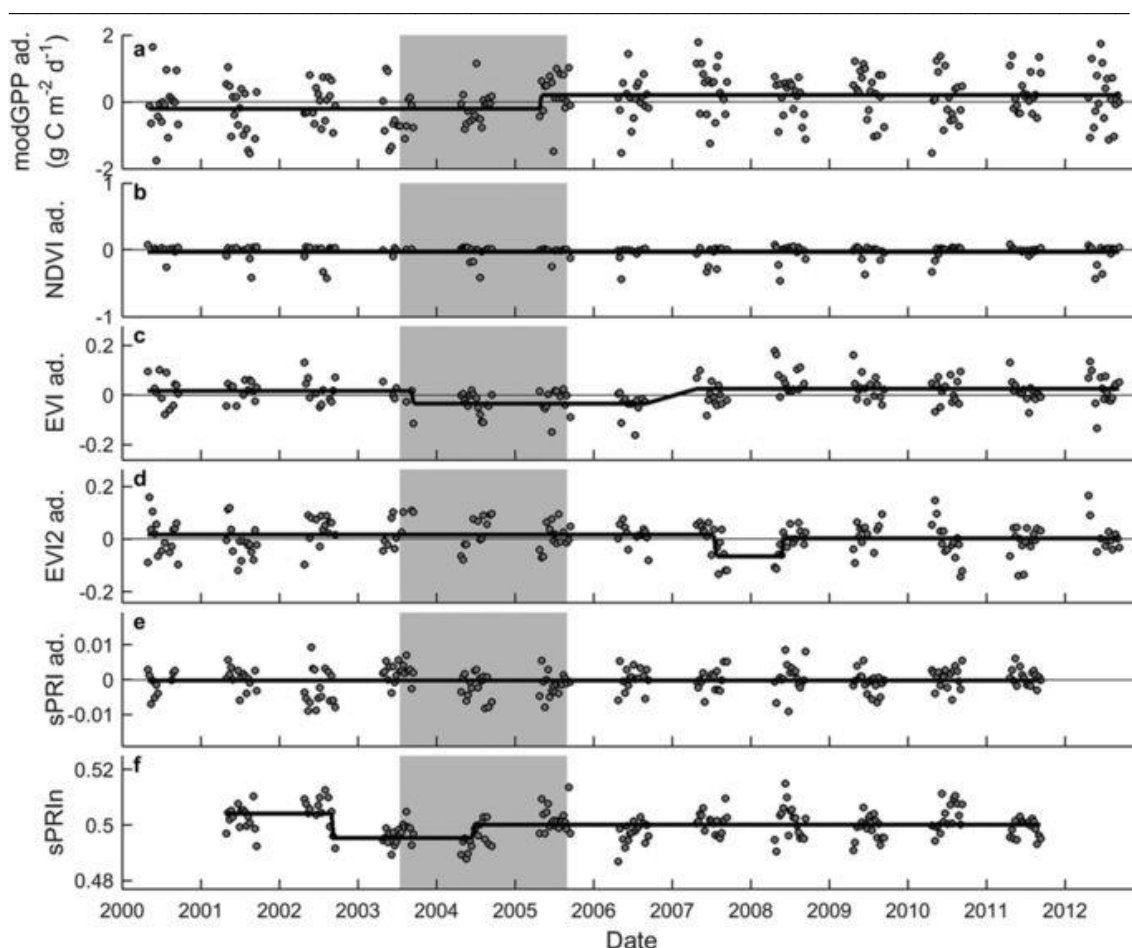 a
modGPP ad.
(g C m⁻² d⁻¹)
2
0
-2
b
NDVI ad.
1
0
-1
c
EVI ad.
0.2
0
-0.2
d
EVI2 ad.
0.2
0
-0.2
e
sPRI ad.
0.01
0
-0.01
f
sPRIn
0.52
0.5
0.48
2000 2001 2002 2003 2004 2005 2006 2007 2008 2009 2010 2011 2012
Date